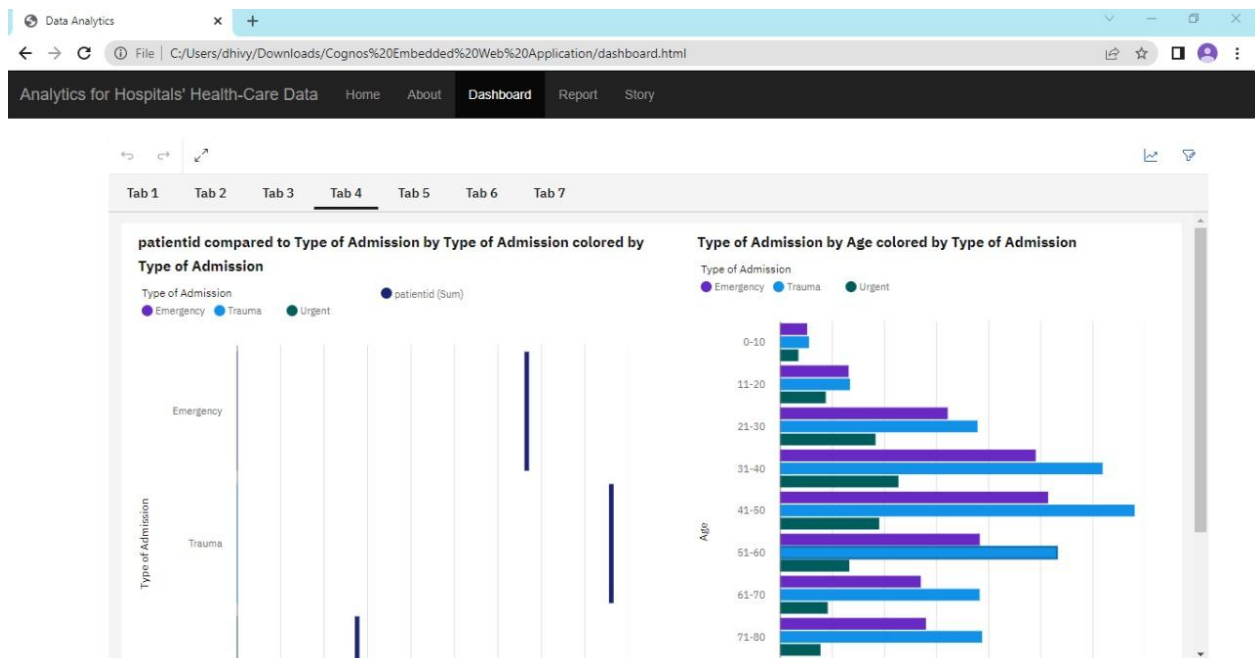 Data Analytics
File | C:/Users/dhivy/Downloads/Cognos%20Embedded%20Web%20Application/dashboard.html
Analytics for Hospitals' Health-Care Data Home About Dashboard Report Story
Tab 1 Tab 2 Tab 3 Tab 4 Tab 5 Tab 6 Tab 7
patientid compared to Type of Admission by Type of Admission colored by
Type of Admission
Type of Admission
Emergency Trauma Urgent
patientid (Sum)
Emergency
Trauma
Type of Admission
Type of Admission by Age colored by Type of Admission
Type of Admission
Emergency Trauma Urgent
0-10
11-20
21-30
31-40
41-50
51-60
61-70
71-80
Age